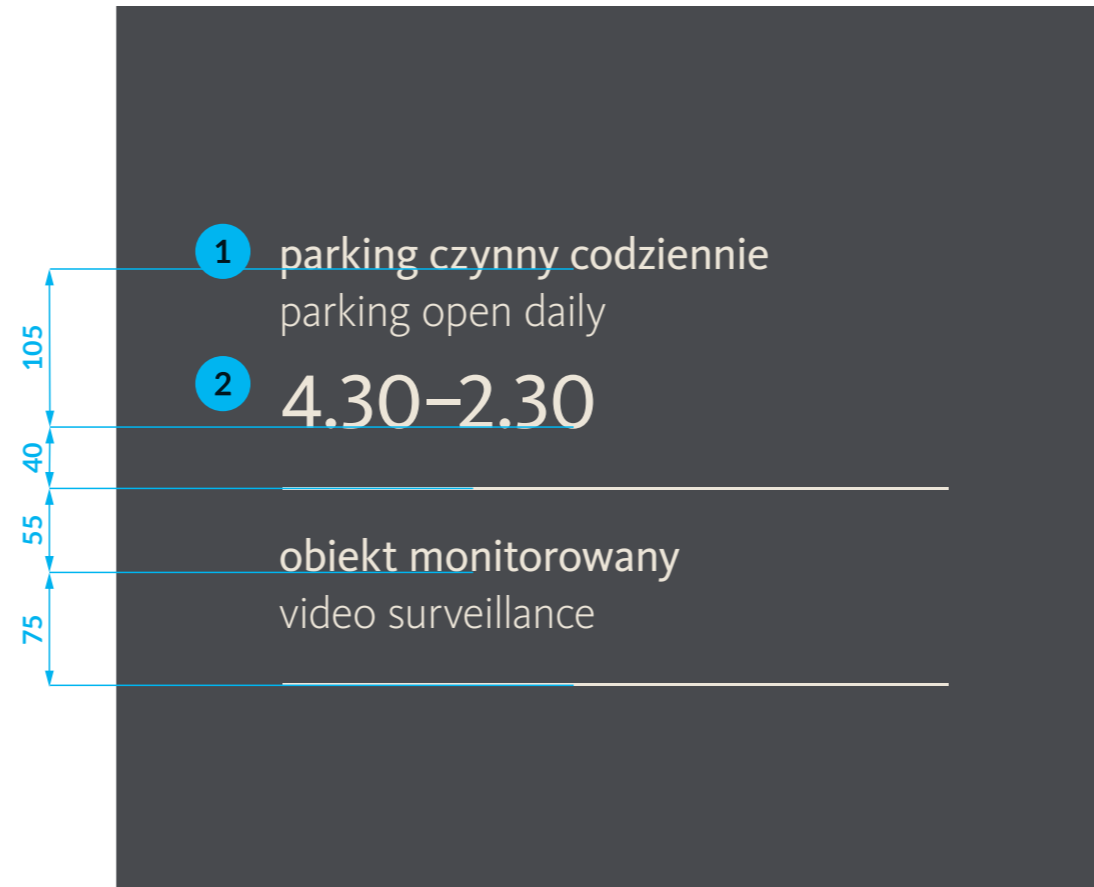 1 parking czynny codziennie
parking open daily
105
2 4.30–2.30
40
55
obiekt monitorowany
video surveillance
75